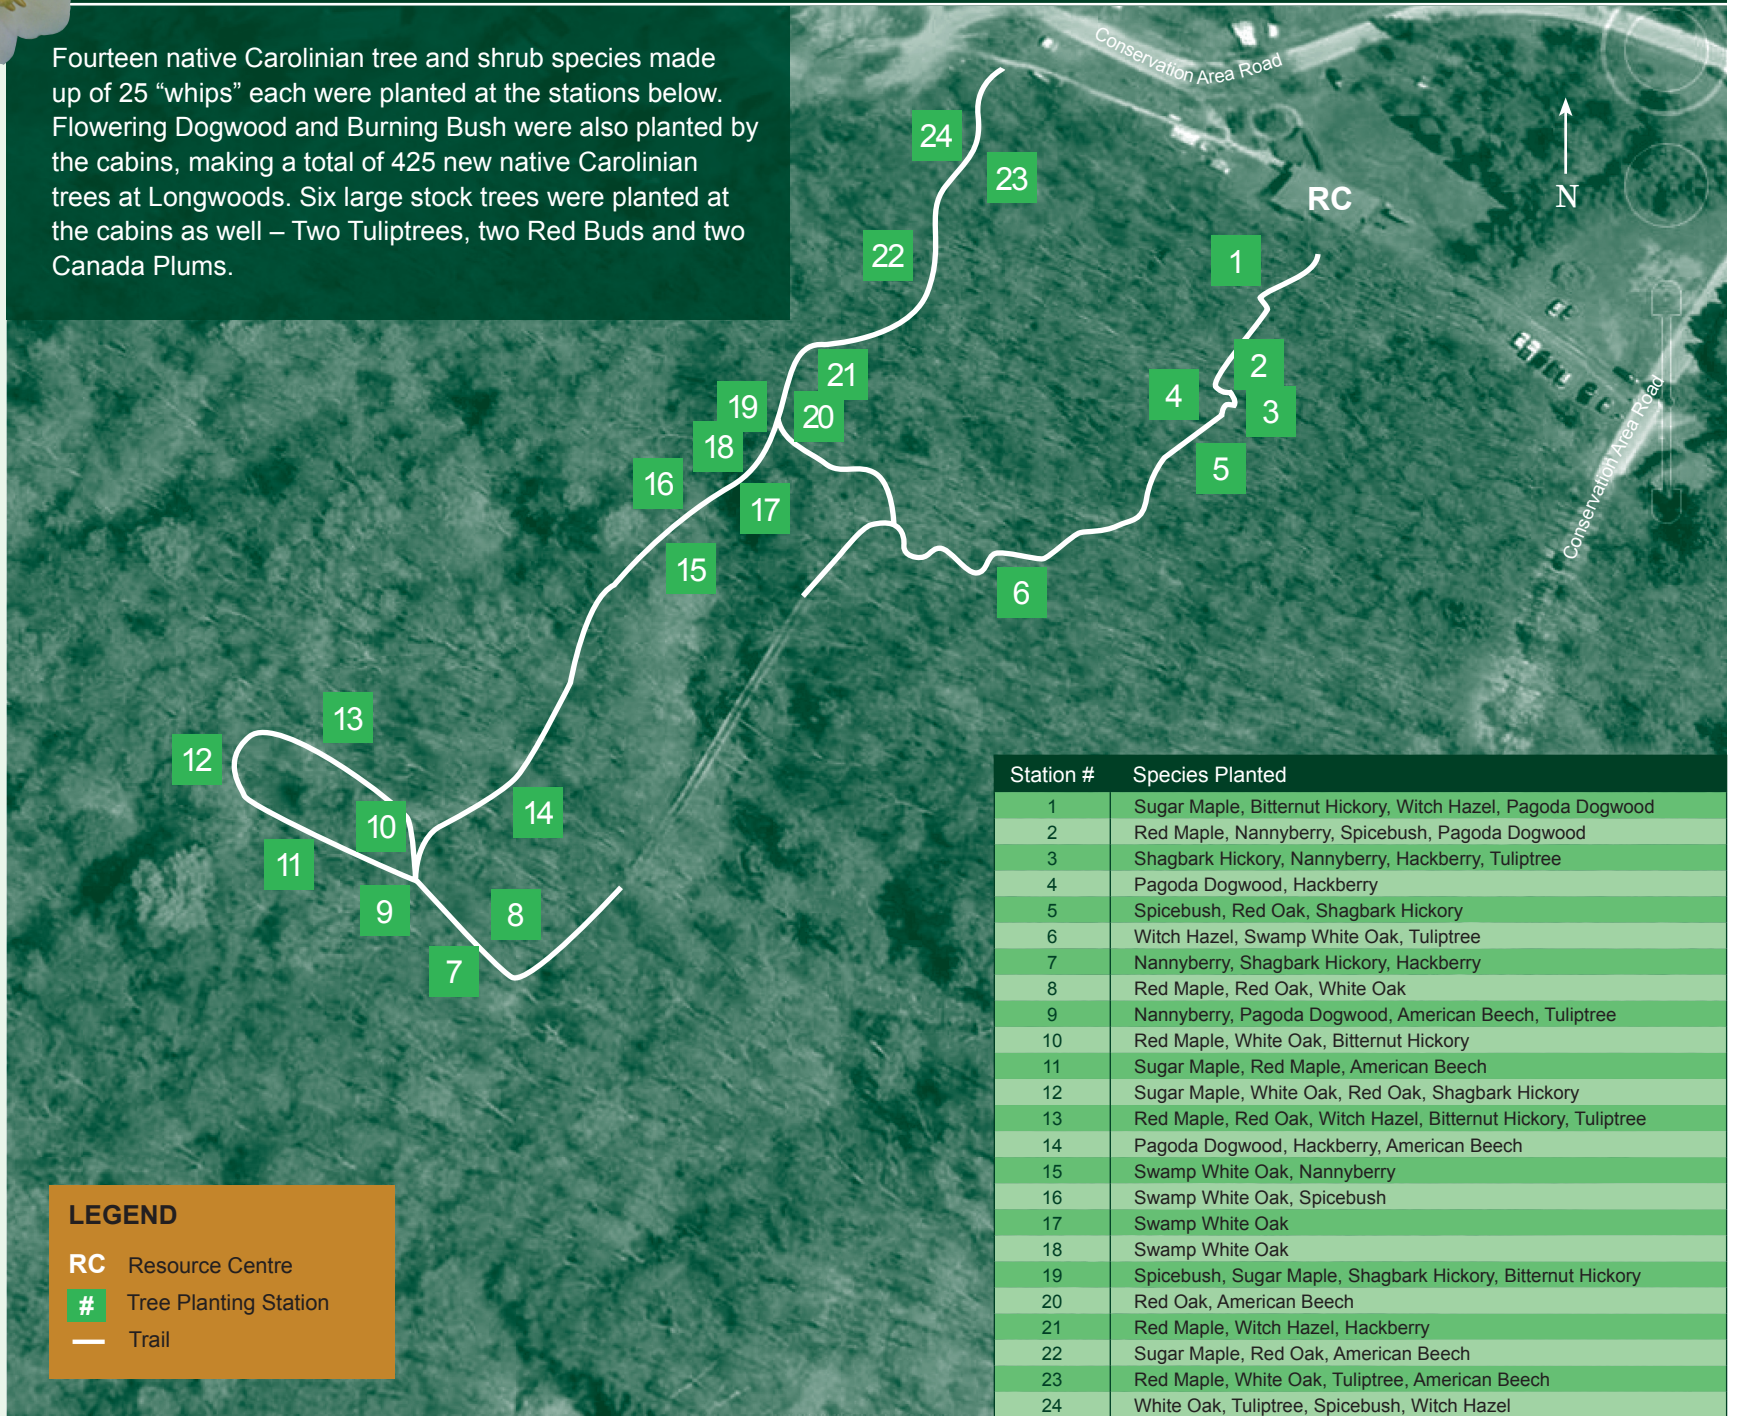 Fourteen native Carolinian tree and shrub species made
up of 25 “whips” each were planted at the stations below.
Flowering Dogwood and Burning Bush were also planted by
the cabins, making a total of 425 new native Carolinian
trees at Longwoods. Six large stock trees were planted at
the cabins as well – Two Tuliptrees, two Red Buds and two
Canada Plums.
Conservation Area Road
24
23
N
RC
22
1
2
21
4
19
3
20
18
5
16
17
15
6
Conservation Area Road
13
12
14
10
11
9
8
7
Station # Species Planted
1 Sugar Maple, Bitternut Hickory, Witch Hazel, Pagoda Dogwood
2 Red Maple, Nannyberry, Spicebush, Pagoda Dogwood
3 Shagbark Hickory, Nannyberry, Hackberry, Tuliptree
4 Pagoda Dogwood, Hackberry
5 Spicebush, Red Oak, Shagbark Hickory
6 Witch Hazel, Swamp White Oak, Tuliptree
7 Nannyberry, Shagbark Hickory, Hackberry
8 Red Maple, Red Oak, White Oak
9 Nannyberry, Pagoda Dogwood, American Beech, Tuliptree
10 Red Maple, White Oak, Bitternut Hickory
11 Sugar Maple, Red Maple, American Beech
12 Sugar Maple, White Oak, Red Oak, Shagbark Hickory
13 Red Maple, Red Oak, Witch Hazel, Bitternut Hickory, Tuliptree
14 Pagoda Dogwood, Hackberry, American Beech
15 Swamp White Oak, Nannyberry
16 Swamp White Oak, Spicebush
17 Swamp White Oak
18 Swamp White Oak
19 Spicebush, Sugar Maple, Shagbark Hickory, Bitternut Hickory
20 Red Oak, American Beech
21 Red Maple, Witch Hazel, Hackberry
22 Sugar Maple, Red Oak, American Beech
23 Red Maple, White Oak, Tuliptree, American Beech
24 White Oak, Tuliptree, Spicebush, Witch Hazel
LEGEND
RC Resource Centre
# Tree Planting Station
Trail